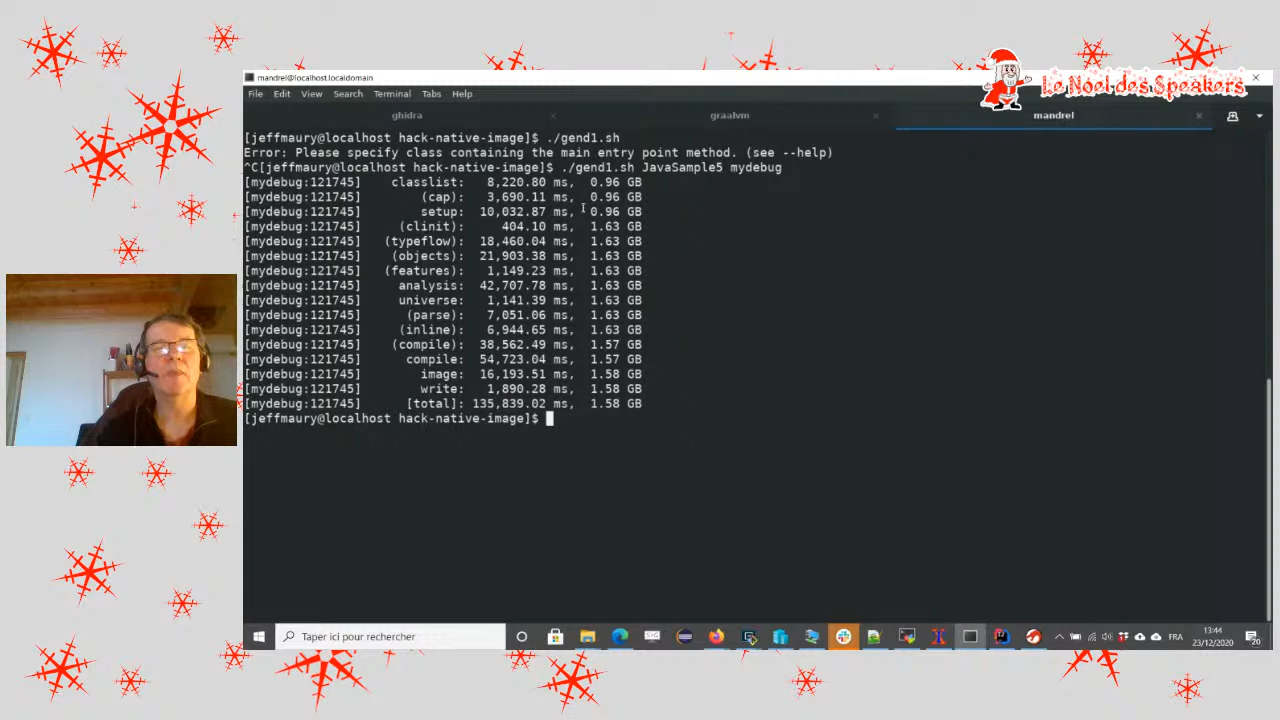 Le Noel des Speakers
mandrel@localhost.localdomain
File Edit View Search Terminal Tabs Help
ghidra graalvm mandrel
[jeffmaury@localhost hack-native-image]$ ./gend1.sh
Error: Please specify class containing the main entry point method. (see --help)
^C[jeffmaury@localhost hack-native-image]$ ./gend1.sh JavaSample5 mydebug
[mydebug:121745] classlist: 8,220.80 ms, 0.96 GB
[mydebug:121745] (cap): 3,690.11 ms, 0.96 GB
[mydebug:121745] setup: 10,032.87 ms, 0.96 GB
[mydebug:121745] (clinit): 404.10 ms, 1.63 GB
[mydebug:121745] (typeflow): 18,460.04 ms, 1.63 GB
[mydebug:121745] (objects): 21,903.38 ms, 1.63 GB
[mydebug:121745] (features): 1,149.23 ms, 1.63 GB
[mydebug:121745] analysis: 42,707.78 ms, 1.63 GB
[mydebug:121745] universe: 1,141.39 ms, 1.63 GB
[mydebug:121745] (parse): 7,051.06 ms, 1.63 GB
[mydebug:121745] (inline): 6,944.65 ms, 1.63 GB
[mydebug:121745] (compile): 38,562.49 ms, 1.57 GB
[mydebug:121745] compile: 54,723.04 ms, 1.57 GB
[mydebug:121745] image: 16,193.51 ms, 1.58 GB
[mydebug:121745] write: 1,890.28 ms, 1.58 GB
[mydebug:121745] [total]: 135,839.02 ms, 1.58 GB
[jeffmaury@localhost hack-native-image]$
Taper ici pour rechercher
FRA
13:44
23/12/2020
20